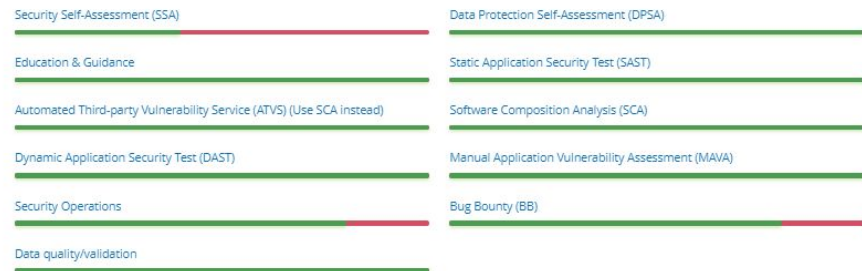 Security Self-Assessment (SSA)
Data Protection Self-Assessment (DPSA)
Education & Guidance
Static Application Security Test (SAST)
Automated Third-party Vulnerability Service (ATVS) (Use SCA instead)
Software Composition Analysis (SCA)
Dynamic Application Security Test (DAST)
Manual Application Vulnerability Assessment (MAVA)
Security Operations
Bug Bounty (BB)
Data quality/validation